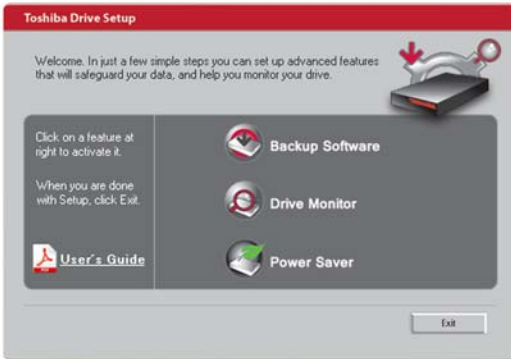 Toshiba Drive Setup
Welcome. In just a few simple steps you can set up advanced features
that will safeguard your data, and help you monitor your drive.
Click on a feature at
right to activate it.
When you are done
with Setup, click Exit.
PDF
User's Guide
Backup Software
Drive Monitor
Power Saver
Exit